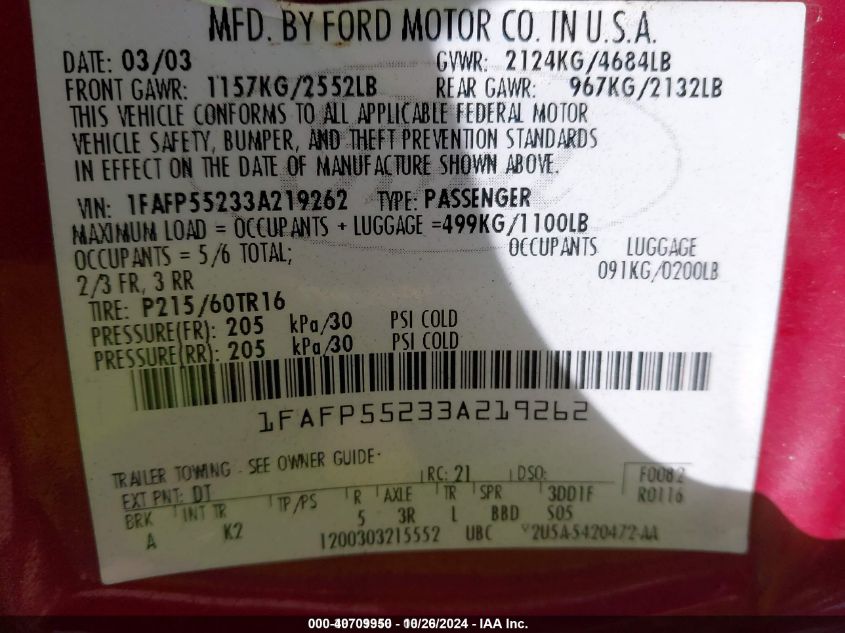 MFD. BY FORD MOTOR CO. IN U.S.A.
DATE: 03/03 GVWR: 2124KG/4684LB
FRONT GAWR: 1157KG/2552LB REAR GAWR: 967KG/2132LB
THIS VEHICLE CONFORMS TO ALL APPLICABLE FEDERAL MOTOR
VEHICLE SAFETY, BUMPER, AND THEFT PREVENTION STANDARDS
IN EFFECT ON THE DATE OF MANUFACTURE SHOWN ABOVE.
VIN: 1FAFP55233A219262 TYPE: PASSENGER
MAXIMUM LOAD = OCCUPANTS + LUGGAGE =499KG/1100LB
OCCUPANTS = 5/6 TOTAL; OCCUPANTS LUGGAGE
2/3 FR, 3 RR 091KG/0200LB
TIRE: P215/60TR16
PRESSURE(FR): 205 kPa/30 PSI COLD
PRESSURE(RR): 205 kPa/30 PSI COLD
1FAFP55233A219262
TRAILER TOWING - SEE OWNER GUIDE-
EXT PNT: DT RC: 21 DSO: F0082
BRK INT TR TP/PS R AXLE TR SPR 3DD1F R0116
A K2 5 3R L BBD S05
1200303215552 UBC 2U5A-5420472-AA
10/26/2024 - IAA Inc.